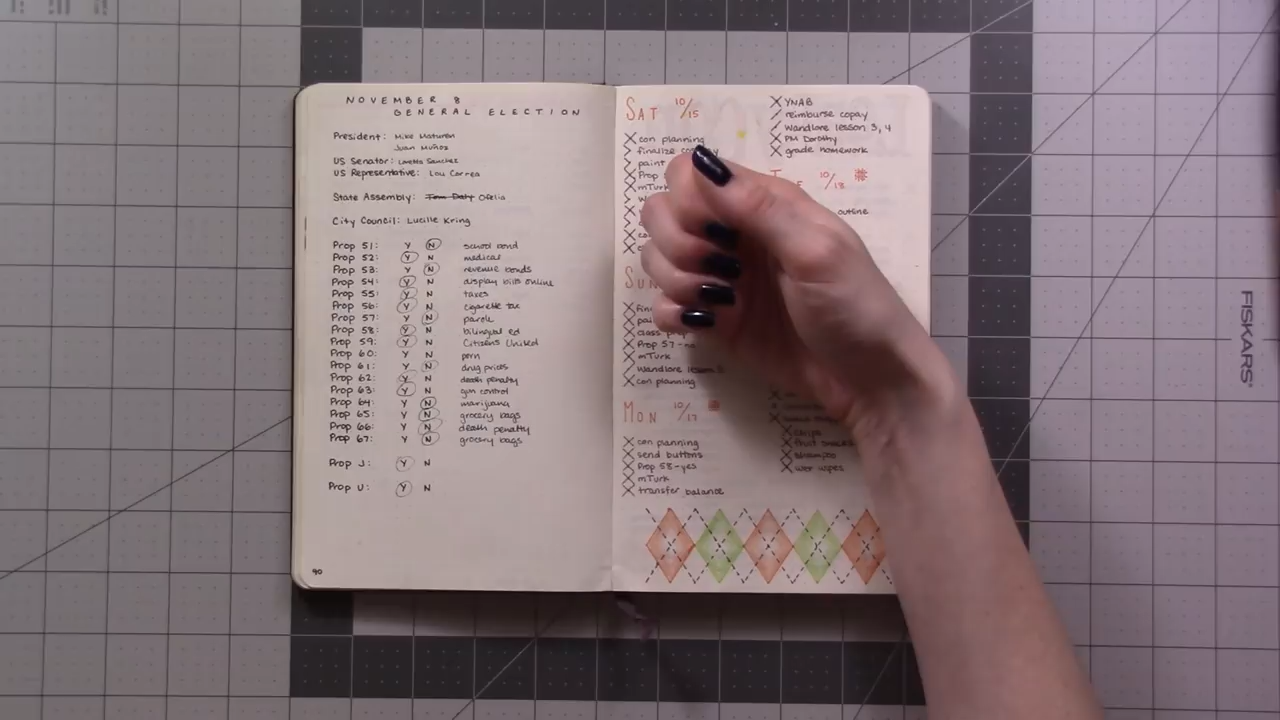 NOVEMBER 8
GENERAL ELECTION
President: Mike Maturen
Juan Muñoz
US Senator: Loretta Sanchez
US Representative: Lou Correa
State Assembly: Tom Daly Ofelia
City Council: Lucille Kring
Prop 51: Y N school bond
Prop 52: Y N medical
Prop 53: Y N revenue bonds
Prop 54: Y N display bills online
Prop 55: Y N taxes
Prop 56: Y N cigarette tax
Prop 57: Y N parole
Prop 58: Y N bilingual ed
Prop 59: Y N Citizens United
Prop 60: Y N porn
Prop 61: Y N drug prices
Prop 62: Y N death penalty
Prop 63: Y N gun control
Prop 64: Y N marijuana
Prop 65: Y N grocery bags
Prop 66: Y N death penalty
Prop 67: Y N grocery bags
Prop J: Y N
Prop U: Y N
90
SAT 10/15
con planning
finalize
paint
Prop
mTurk
SUN
class
Prop 57-no
mTurk
Wandlore lesson
con planning
MON 10/17
con planning
send buttons
Prop 58-yes
mTurk
transfer balance
YNAB
reimburse copay
Wandlore lesson 3, 4
PM Dorothy
grade homework
10/18
outline
chips
fruit snacks
shampoo
wet wipes
FISKARS